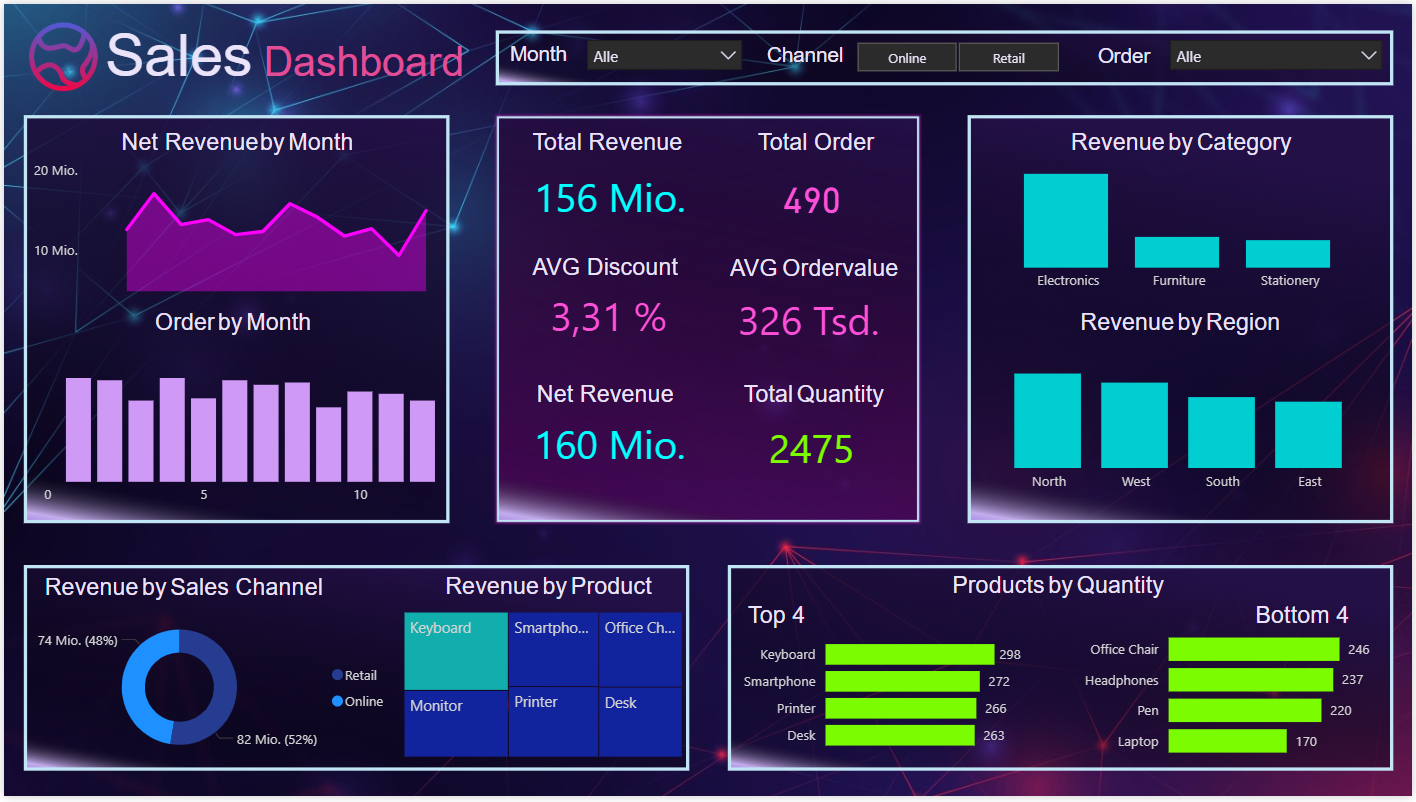 Sales Dashboard
Month
Alle
Channel
Online
Retail
Order
Alle
Net Revenue by Month
20 Mio.
10 Mio.
Order by Month
0
5
10
Total Revenue
156 Mio.
Total Order
490
AVG Discount
3,31 %
AVG Ordervalue
326 Tsd.
Net Revenue
160 Mio.
Total Quantity
2475
Revenue by Category
Electronics
Furniture
Stationery
Revenue by Region
North
West
South
East
Revenue by Sales Channel
74 Mio. (48%)
82 Mio. (52%)
Retail
Online
Revenue by Product
Keyboard
Smartpho...
Office Ch...
Monitor
Printer
Desk
Products by Quantity
Top 4
Keyboard 298
Smartphone 272
Printer 266
Desk 263
Bottom 4
Office Chair 246
Headphones 237
Pen 220
Laptop 170